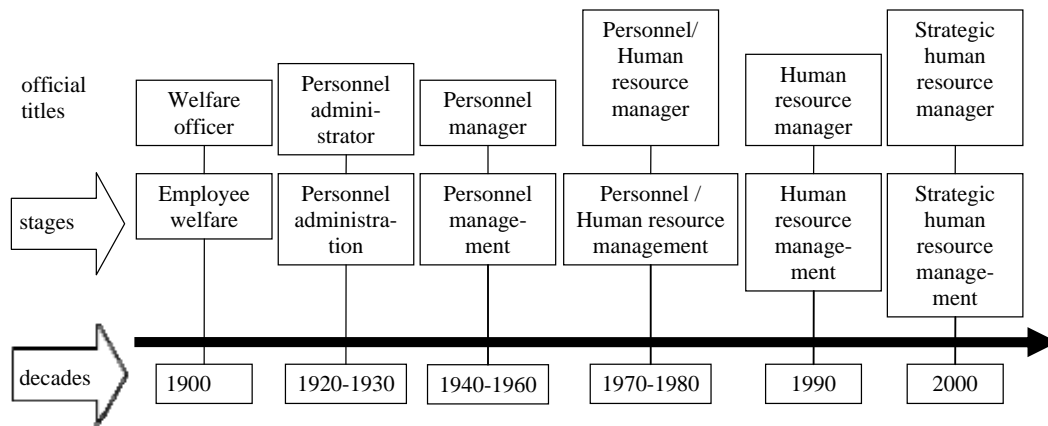 official
titles
Welfare
officer
Personnel
admini-
strator
Personnel
manager
Personnel/
Human
resource
manager
Human
resource
manager
Strategic
human
resource
manager
stages
Employee
welfare
Personnel
administra-
tion
Personnel
manage-
ment
Personnel /
Human resource
management
Human
resource
manage-
ment
Strategic
human
resource
manage-
ment
decades
1900
1920-1930
1940-1960
1970-1980
1990
2000